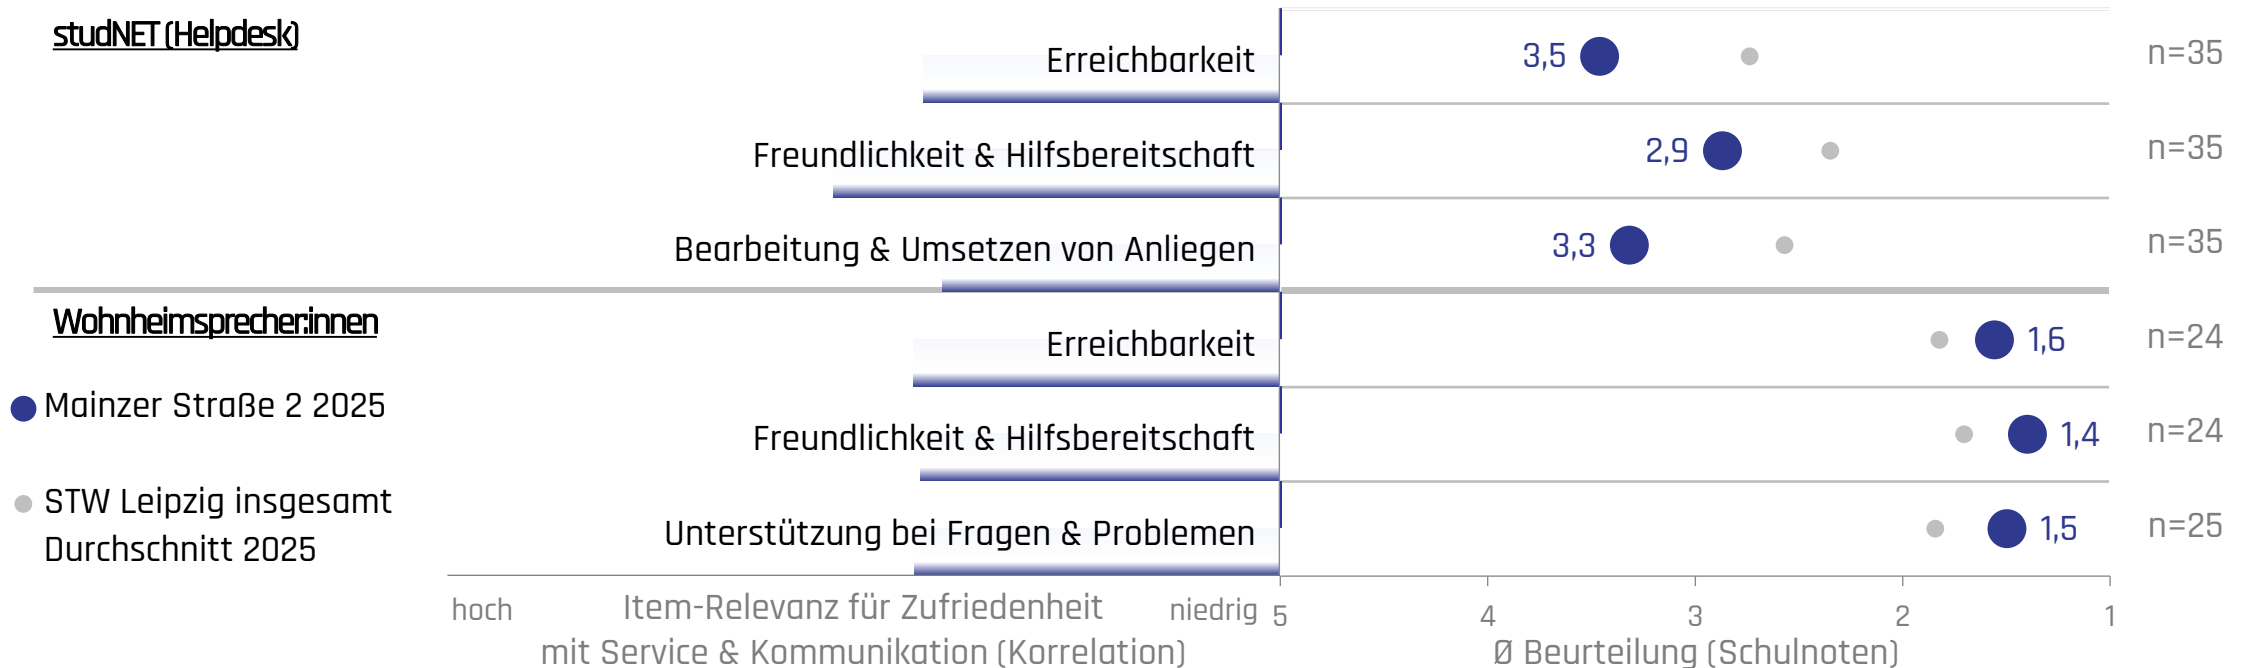 studNET (Helpdesk)
Erreichbarkeit
3,5
n=35
Freundlichkeit & Hilfsbereitschaft
2,9
n=35
Bearbeitung & Umsetzen von Anliegen
3,3
n=35
Wohnheimsprecher:innen
Erreichbarkeit
1,6
n=24
Mainzer Straße 2 2025
Freundlichkeit & Hilfsbereitschaft
1,4
n=24
STW Leipzig insgesamt
Durchschnitt 2025
Unterstützung bei Fragen & Problemen
1,5
n=25
hoch
Item-Relevanz für Zufriedenheit
niedrig
mit Service & Kommunikation (Korrelation)
5 4 3 2 1
Ø Beurteilung (Schulnoten)